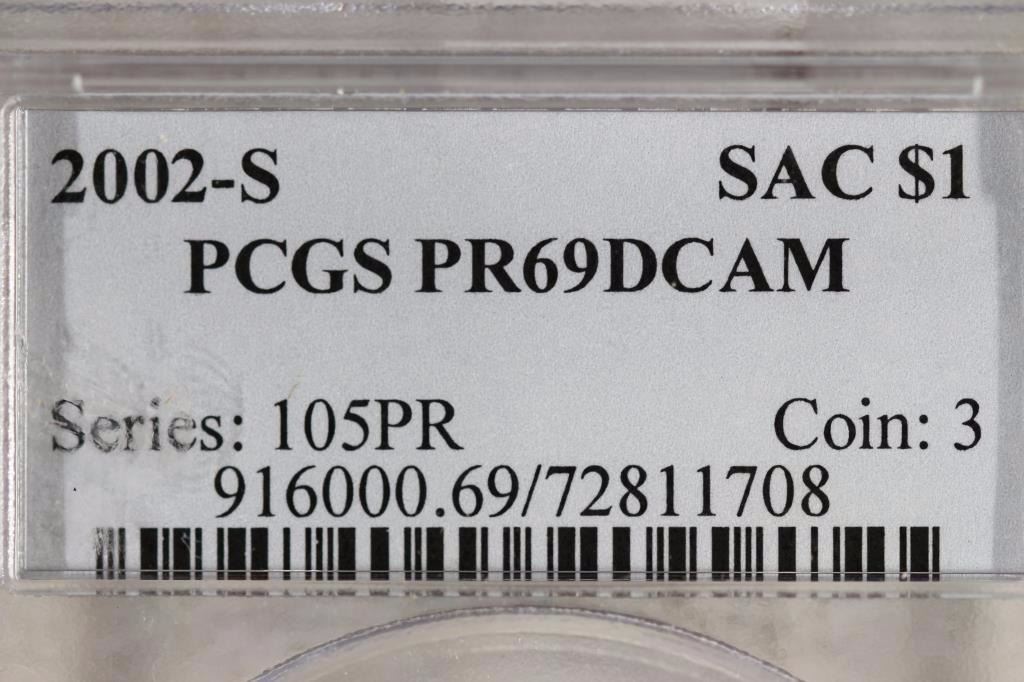 2002-S SAC $1
PCGS PR69DCAM
Series: 105PR Coin: 3
916000.69/72811708